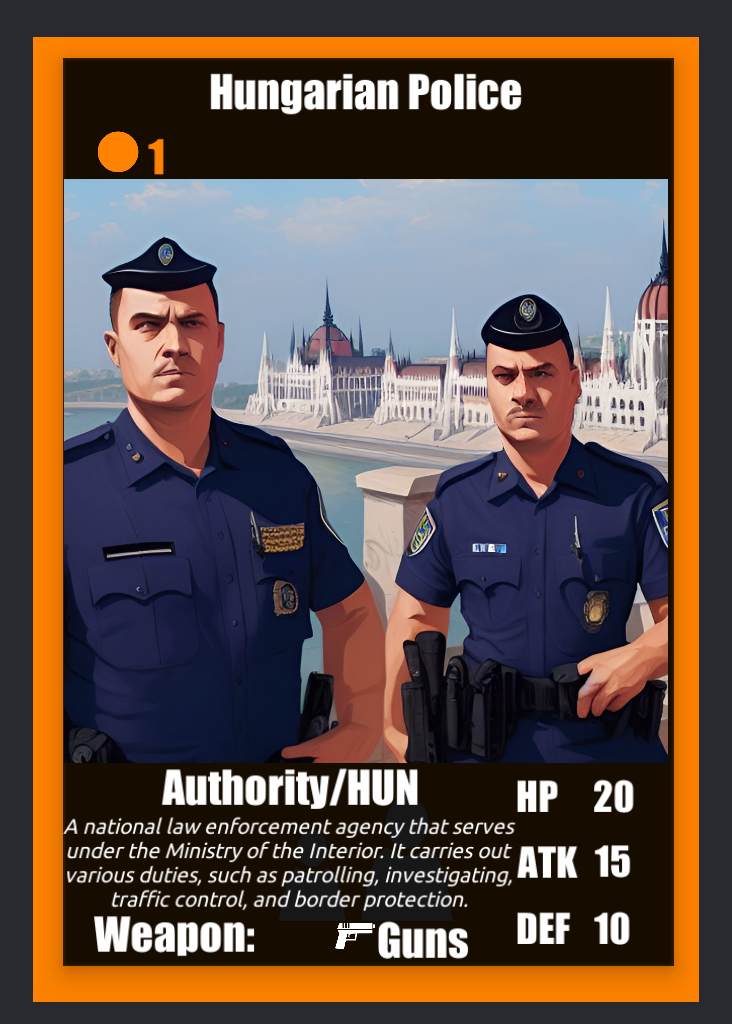 Hungarian Police
1
Authority/HUN
A national law enforcement agency that serves
under the Ministry of the Interior. It carries out
various duties, such as patrolling, investigating,
traffic control, and border protection.
Weapon: Guns
HP 20
ATK 15
DEF 10